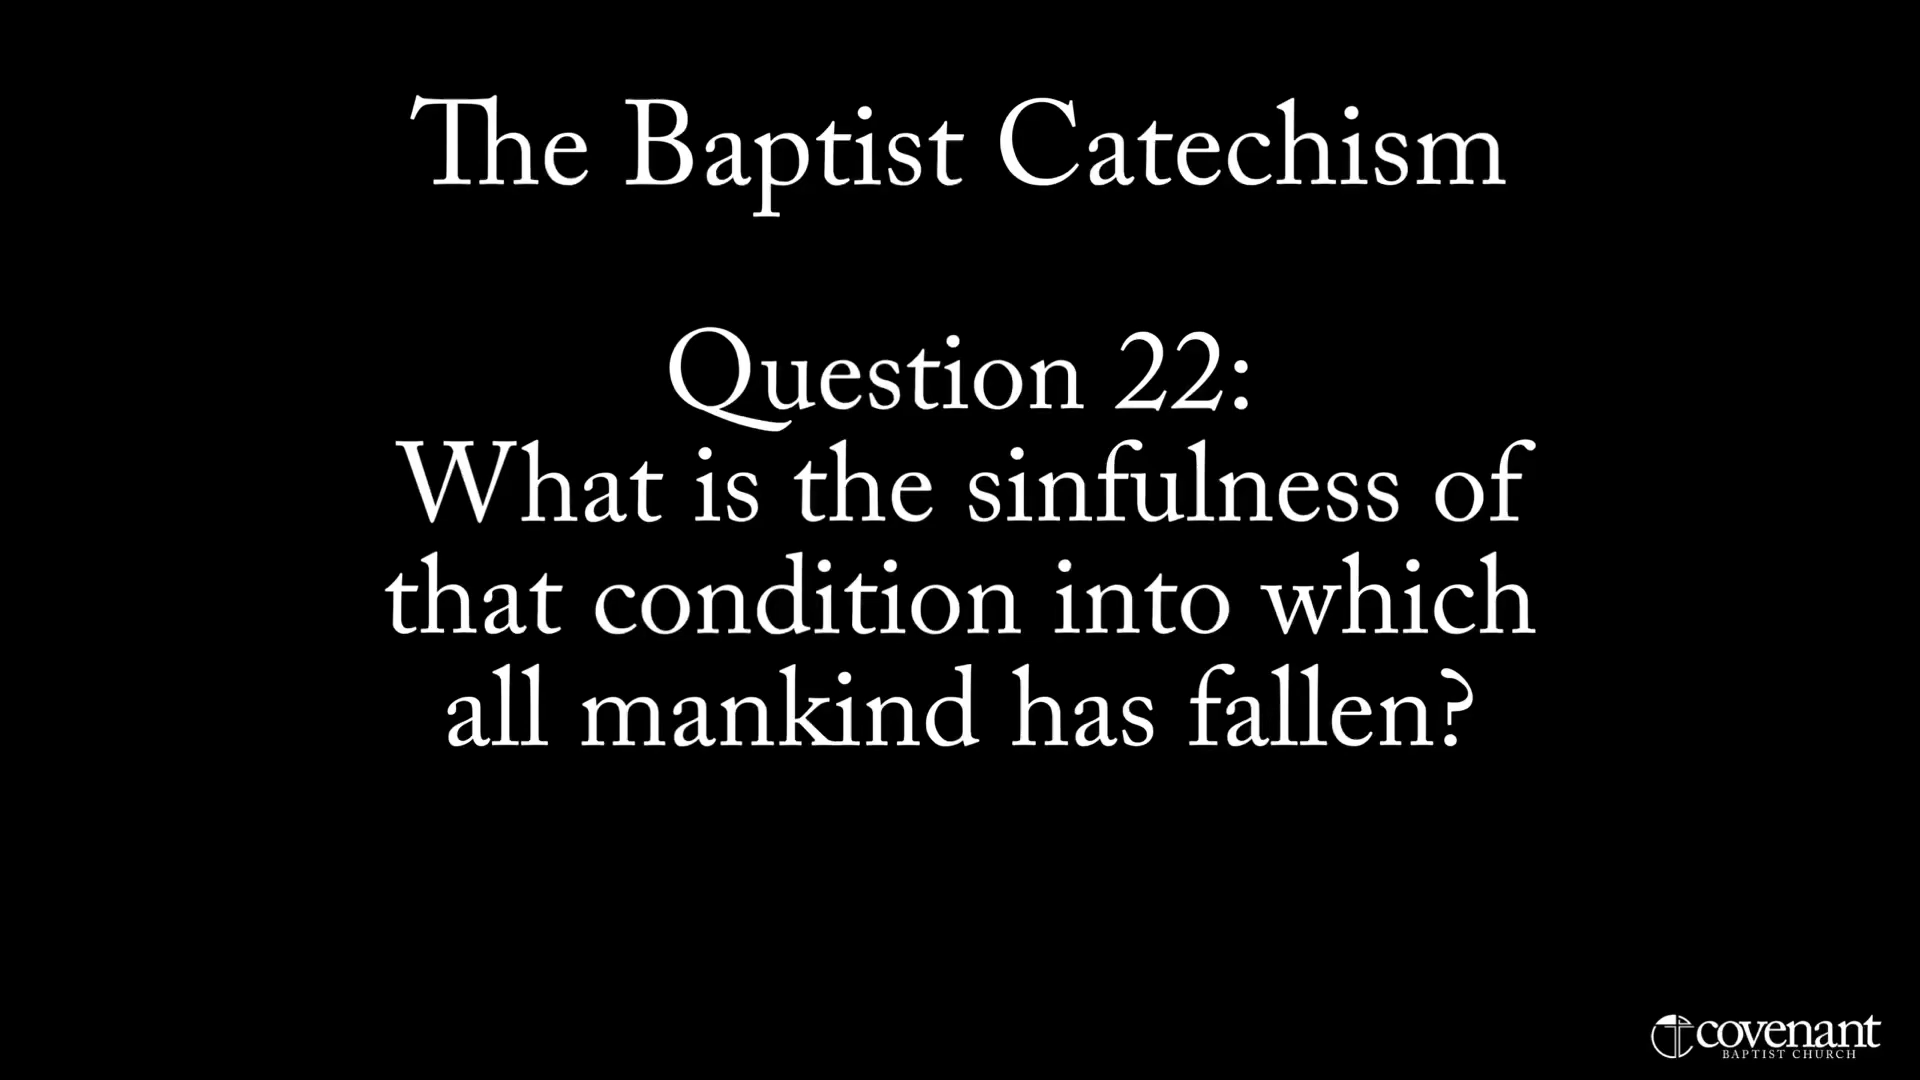 The Baptist Catechism
Question 22:
What is the sinfulness of
that condition into which
all mankind has fallen?
covenant
BAPTIST CHURCH